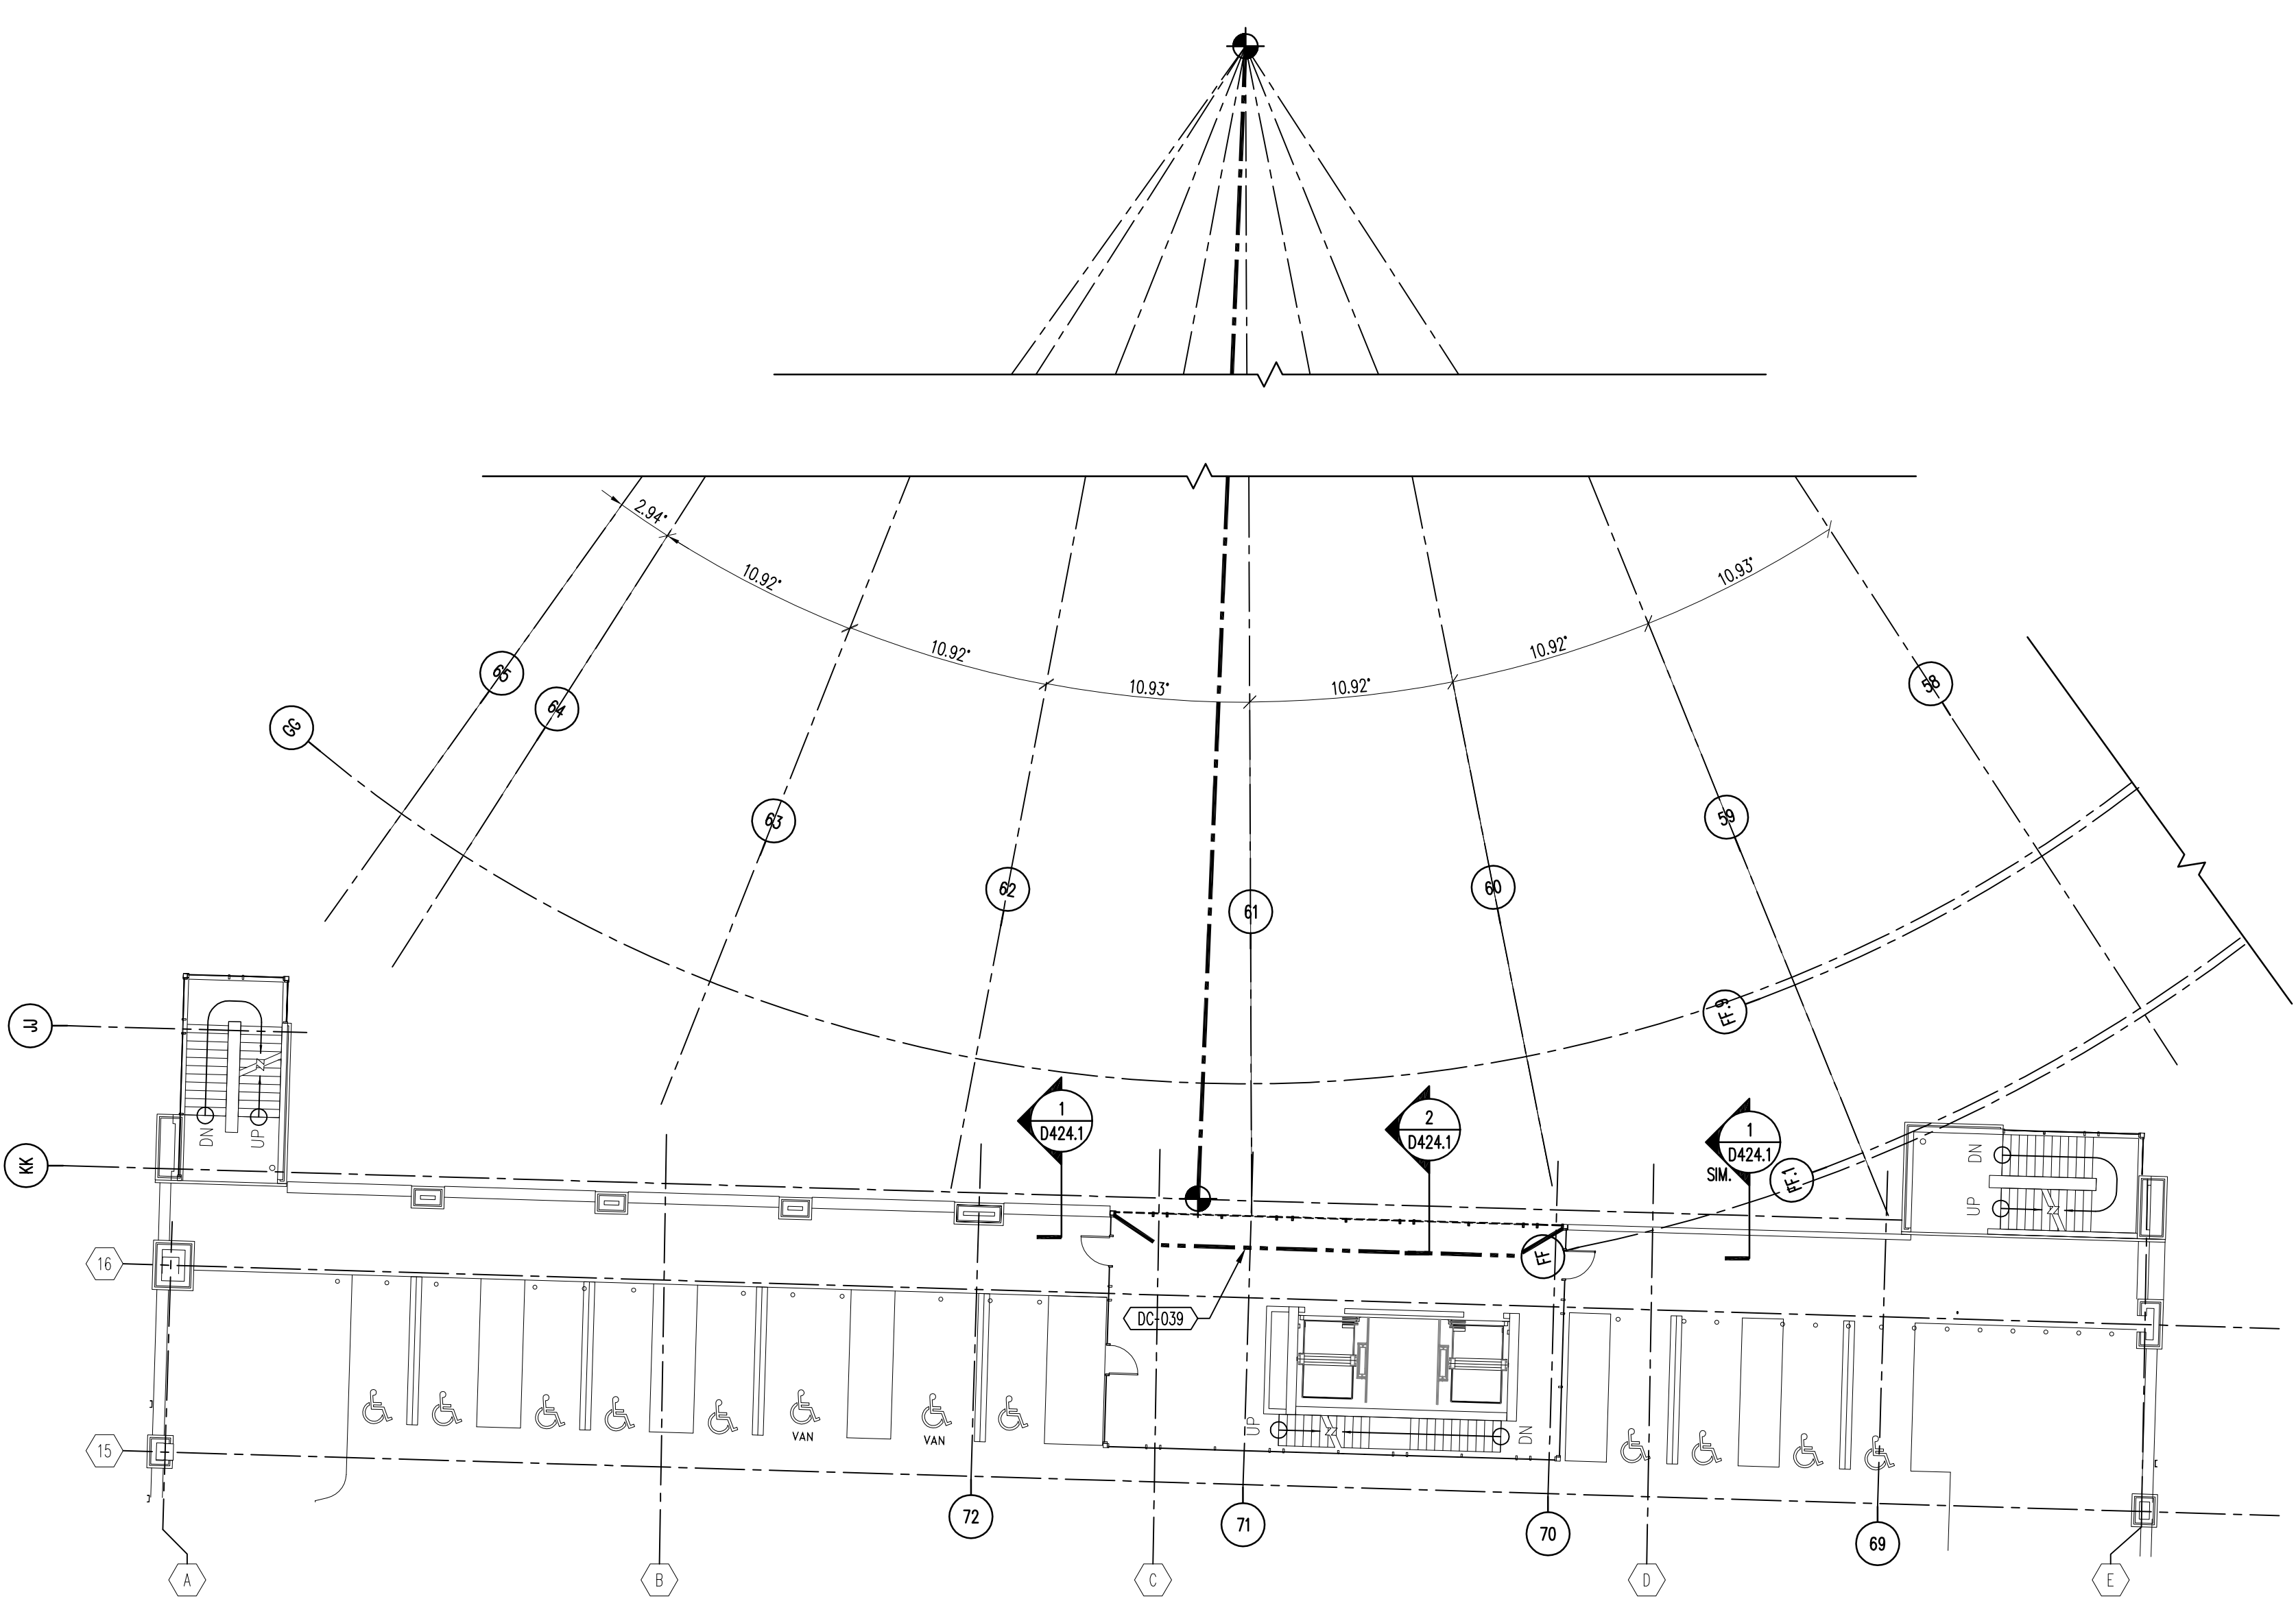 2.94°
10.92°
10.93°
10.92°
10.92°
10.93°
10.92°
65
64
58
GG
63
59
62
60
61
FF.9
JJ
1
D424.1
2
D424.1
1
D424.1
SIM.
KK
DN
UP
FF.1
DN
UP
FF
16
DC-039
15
VAN
VAN
UP
DN
72
71
70
69
A
B
C
D
E